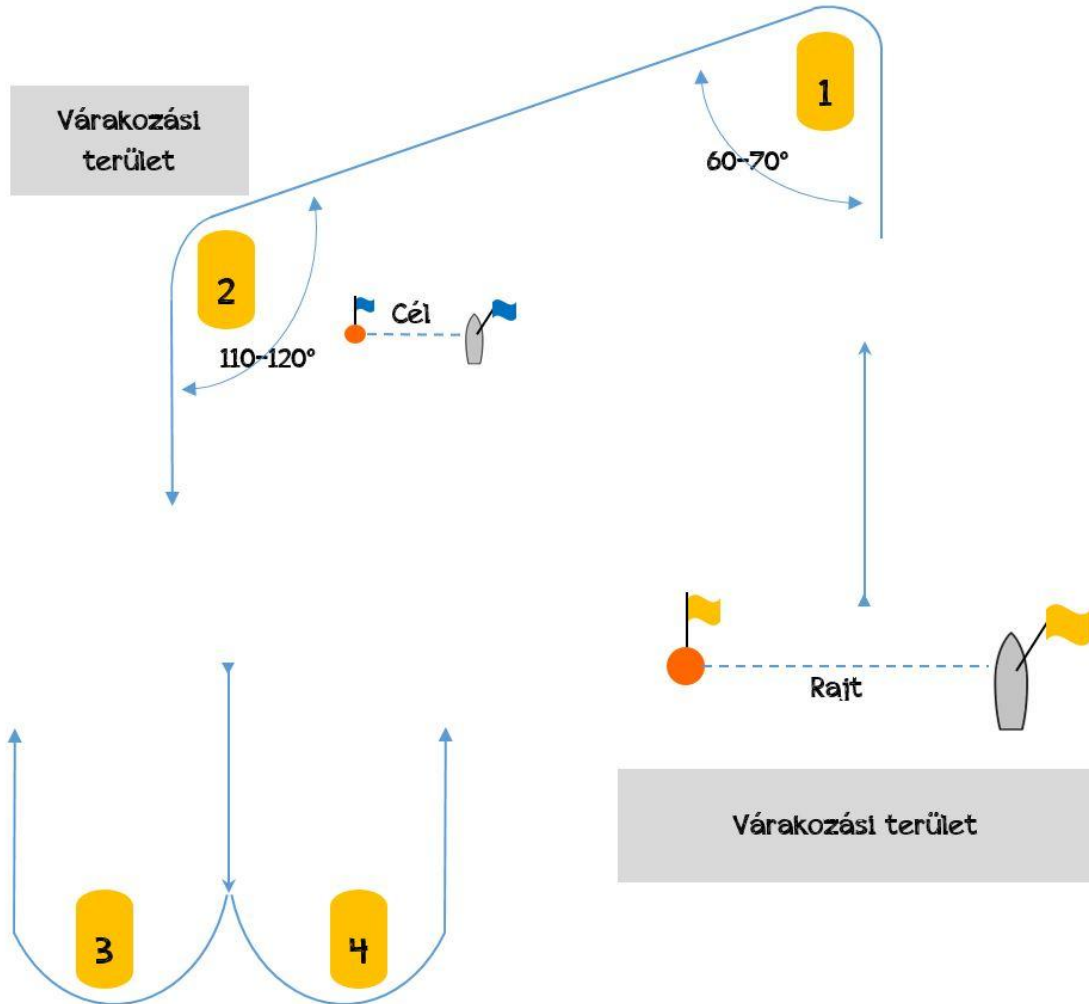 1
Várakozási
terület
60-70°
2
Cél
110-120°
Rajt
Várakozási terület
3
4